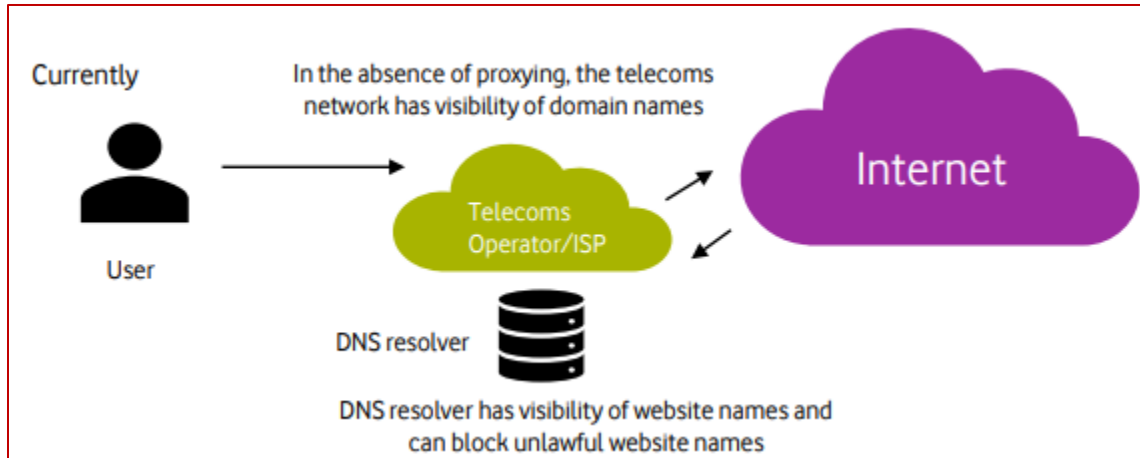 Currently
In the absence of proxying, the telecoms
network has visibility of domain names
Internet
Telecoms
Operator/ISP
User
DNS resolver
DNS resolver has visibility of website names and
can block unlawful website names